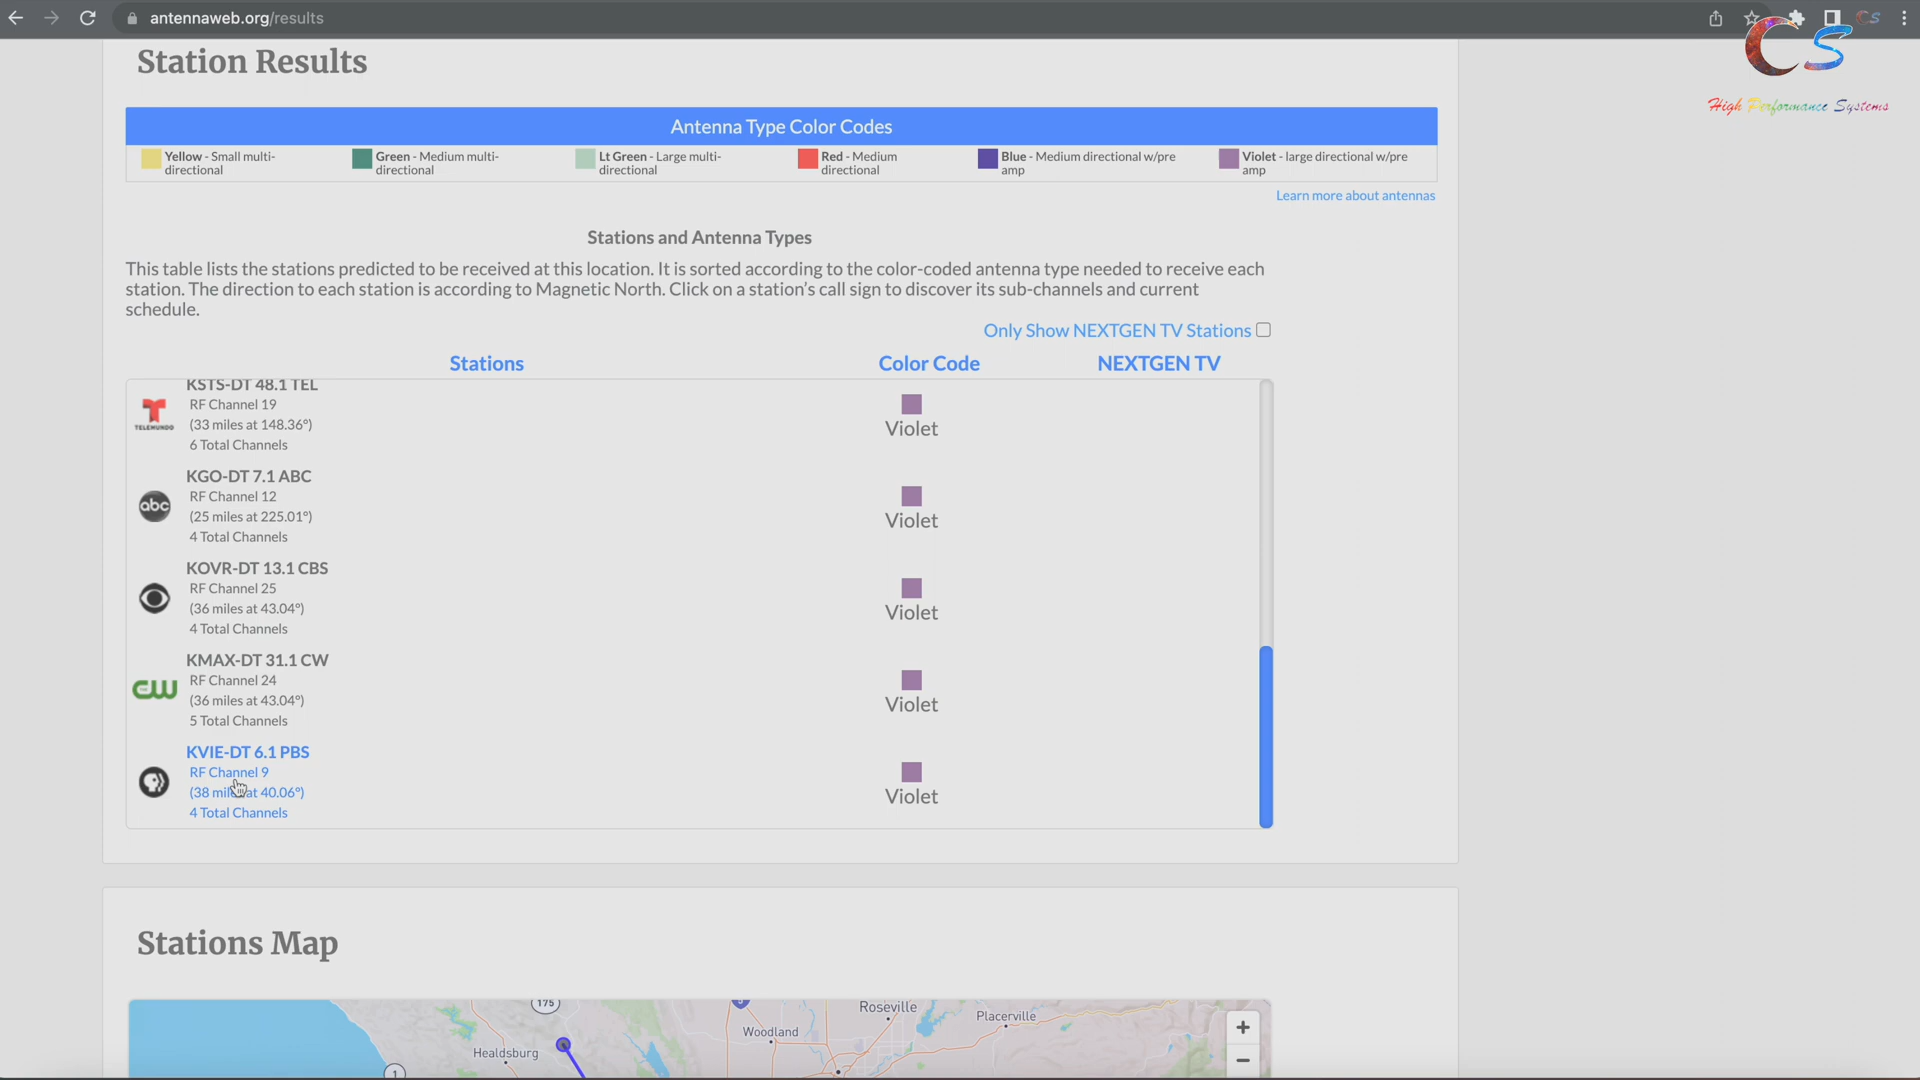 antennaweb.org/results
CS
CS
High Performance Systems
Station Results
Antenna Type Color Codes
Yellow - Small multi-
directional
Green - Medium multi-
directional
Lt Green - Large multi-
directional
Red - Medium
directional
Blue - Medium directional w/pre
amp
Violet - large directional w/pre
amp
Learn more about antennas
Stations and Antenna Types
This table lists the stations predicted to be received at this location. It is sorted according to the color-coded antenna type needed to receive each
station. The direction to each station is according to Magnetic North. Click on a station's call sign to discover its sub-channels and current
schedule.
Only Show NEXTGEN TV Stations
Stations Color Code NEXTGEN TV
KSTS-DT 48.1 TEL
RF Channel 19
(33 miles at 148.36°)
6 Total Channels
TELEMUNDO
Violet
KGO-DT 7.1 ABC
RF Channel 12
(25 miles at 225.01°)
4 Total Channels
abc
Violet
KOVR-DT 13.1 CBS
RF Channel 25
(36 miles at 43.04°)
4 Total Channels
Violet
KMAX-DT 31.1 CW
RF Channel 24
(36 miles at 43.04°)
5 Total Channels
THE CW
Violet
KVIE-DT 6.1 PBS
RF Channel 9
(38 miles at 40.06°)
4 Total Channels
Violet
Stations Map
175
Roseville
Placerville
Woodland
Healdsburg
1
+
−